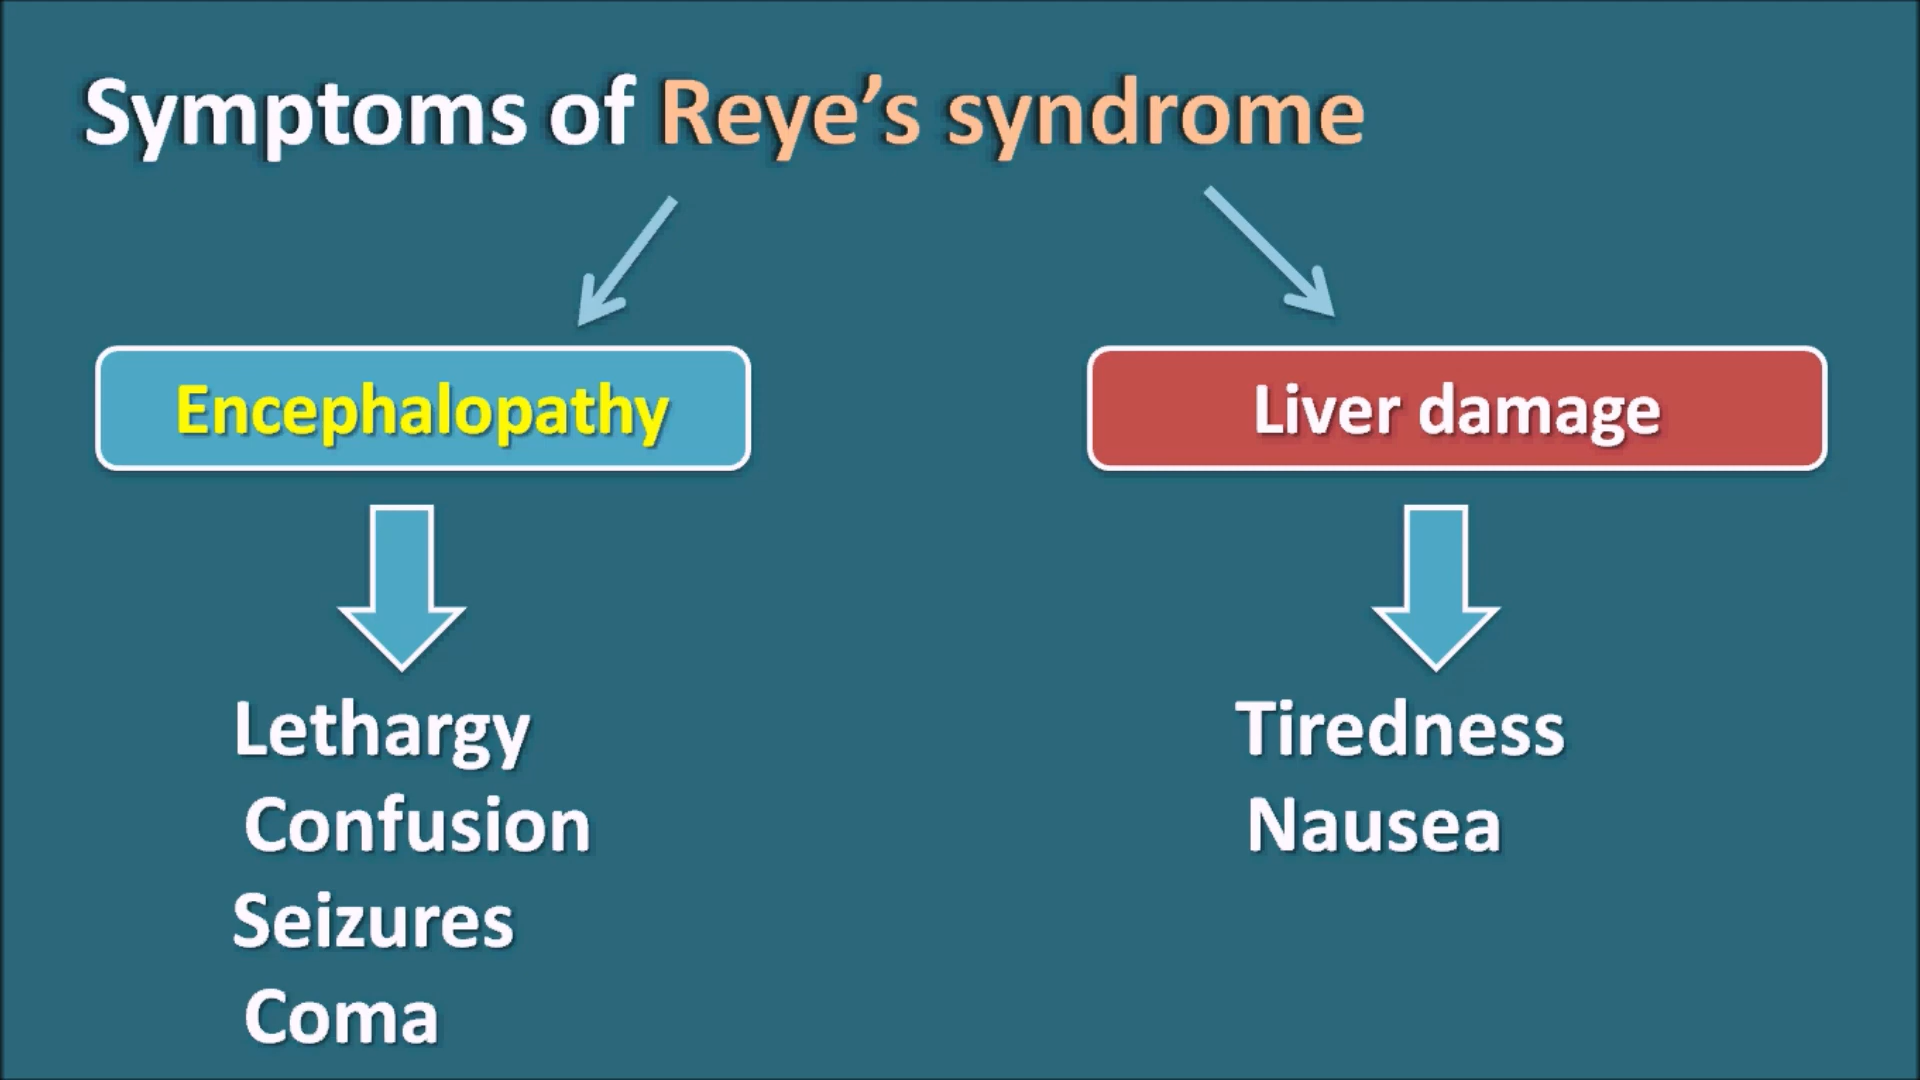 Symptoms of Reye’s syndrome
Encephalopathy
Liver damage
Lethargy
Confusion
Seizures
Coma
Tiredness
Nausea